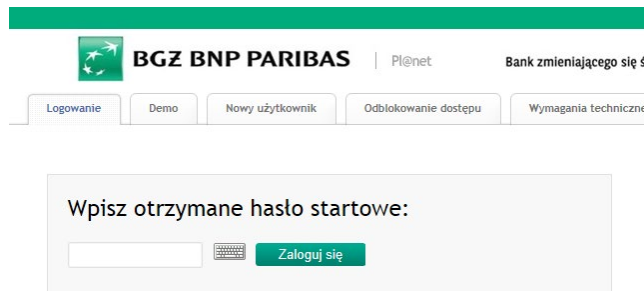 BGŻ BNP PARIBAS | Pl@net Bank zmieniającego się ś
Logowanie Demo Nowy użytkownik Odblokowanie dostępu Wymagania techniczne
Wpisz otrzymane hasło startowe:
Zaloguj się